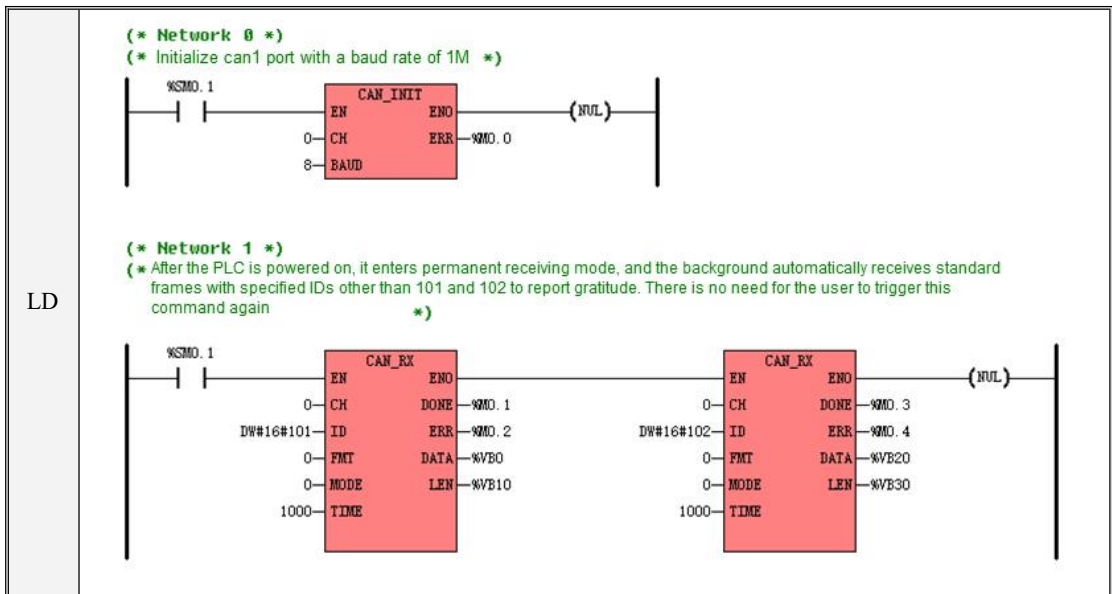 (* Network 0 *)
(* Initialize can1 port with a baud rate of 1M *)
%SM0.1
CAN_INIT
EN ENO
(NUL)
0 CH ERR %M0.0
8 BAUD
(* Network 1 *)
(* After the PLC is powered on, it enters permanent receiving mode, and the background automatically receives standard
frames with specified IDs other than 101 and 102 to report gratitude. There is no need for the user to trigger this
command again *)
LD
%SM0.1
CAN_RX CAN_RX
EN ENO EN ENO (NUL)
0 CH DONE %M0.1 0 CH DONE %M0.3
DW#16#101 ID ERR %M0.2 DW#16#102 ID ERR %M0.4
0 FMT DATA %VB0 0 FMT DATA %VB20
0 MODE LEN %VB10 0 MODE LEN %VB30
1000 TIME 1000 TIME